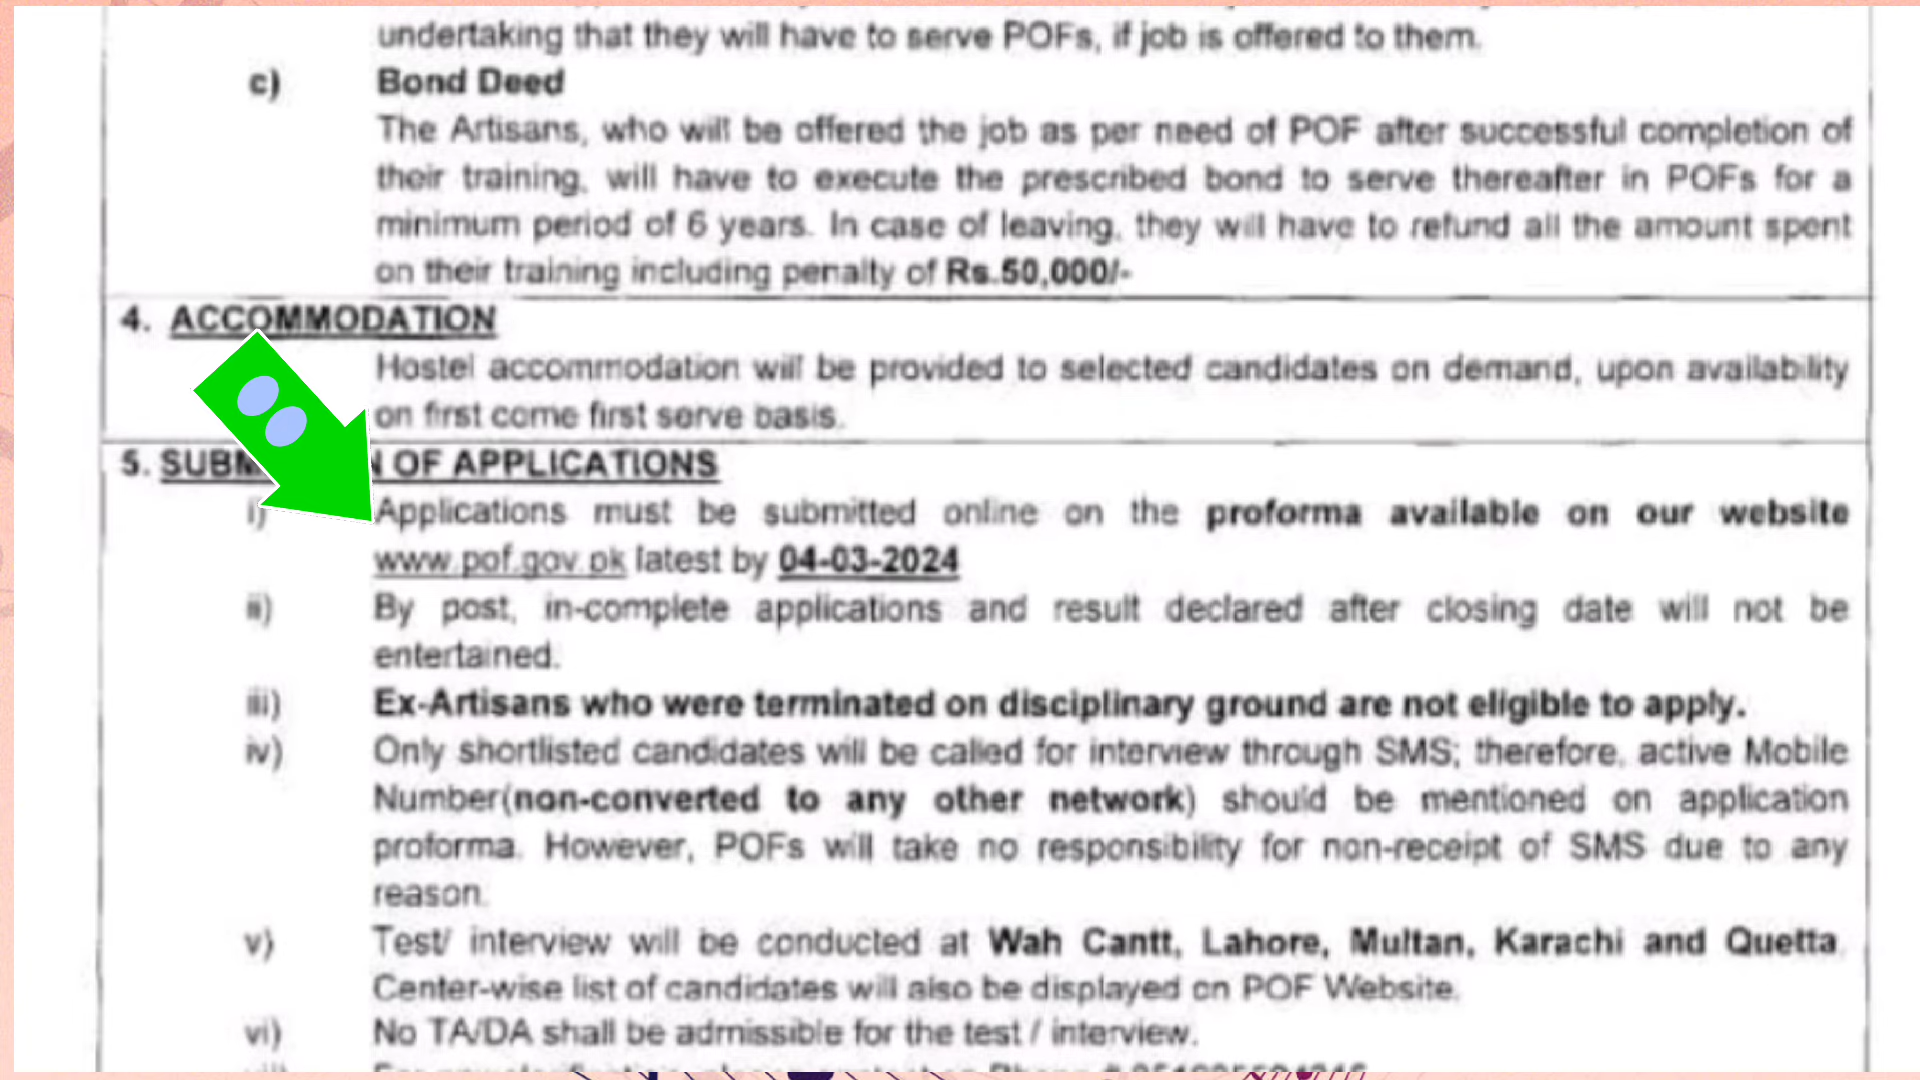 undertaking that they will have to serve POFs, if job is offered to them.
c) Bond Deed
The Artisans, who will be offered the job as per need of POF after successful completion of
their training, will have to execute the prescribed bond to serve thereafter in POFs for a
minimum period of 6 years. In case of leaving, they will have to refund all the amount spent
on their training including penalty of Rs.50,000/-
4. ACCOMMODATION
Hostel accommodation will be provided to selected candidates on demand, upon availability
on first come first serve basis.
5. OF APPLICATIONS
i) Applications must be submitted online on the proforma available on our website
www.pof.gov.pk latest by 04-03-2024
ii) By post, in-complete applications and result declared after closing date will not be
entertained.
iii) Ex-Artisans who were terminated on disciplinary ground are not eligible to apply.
iv) Only shortlisted candidates will be called for interview through SMS; therefore, active Mobile
Number(non-converted to any other network) should be mentioned on application
proforma. However, POFs will take no responsibility for non-receipt of SMS due to any
reason.
v) Test/ interview will be conducted at Wah Cantt, Lahore, Multan, Karachi and Quetta.
Center-wise list of candidates will also be displayed on POF Website.
vi) No TA/DA shall be admissible for the test / interview.